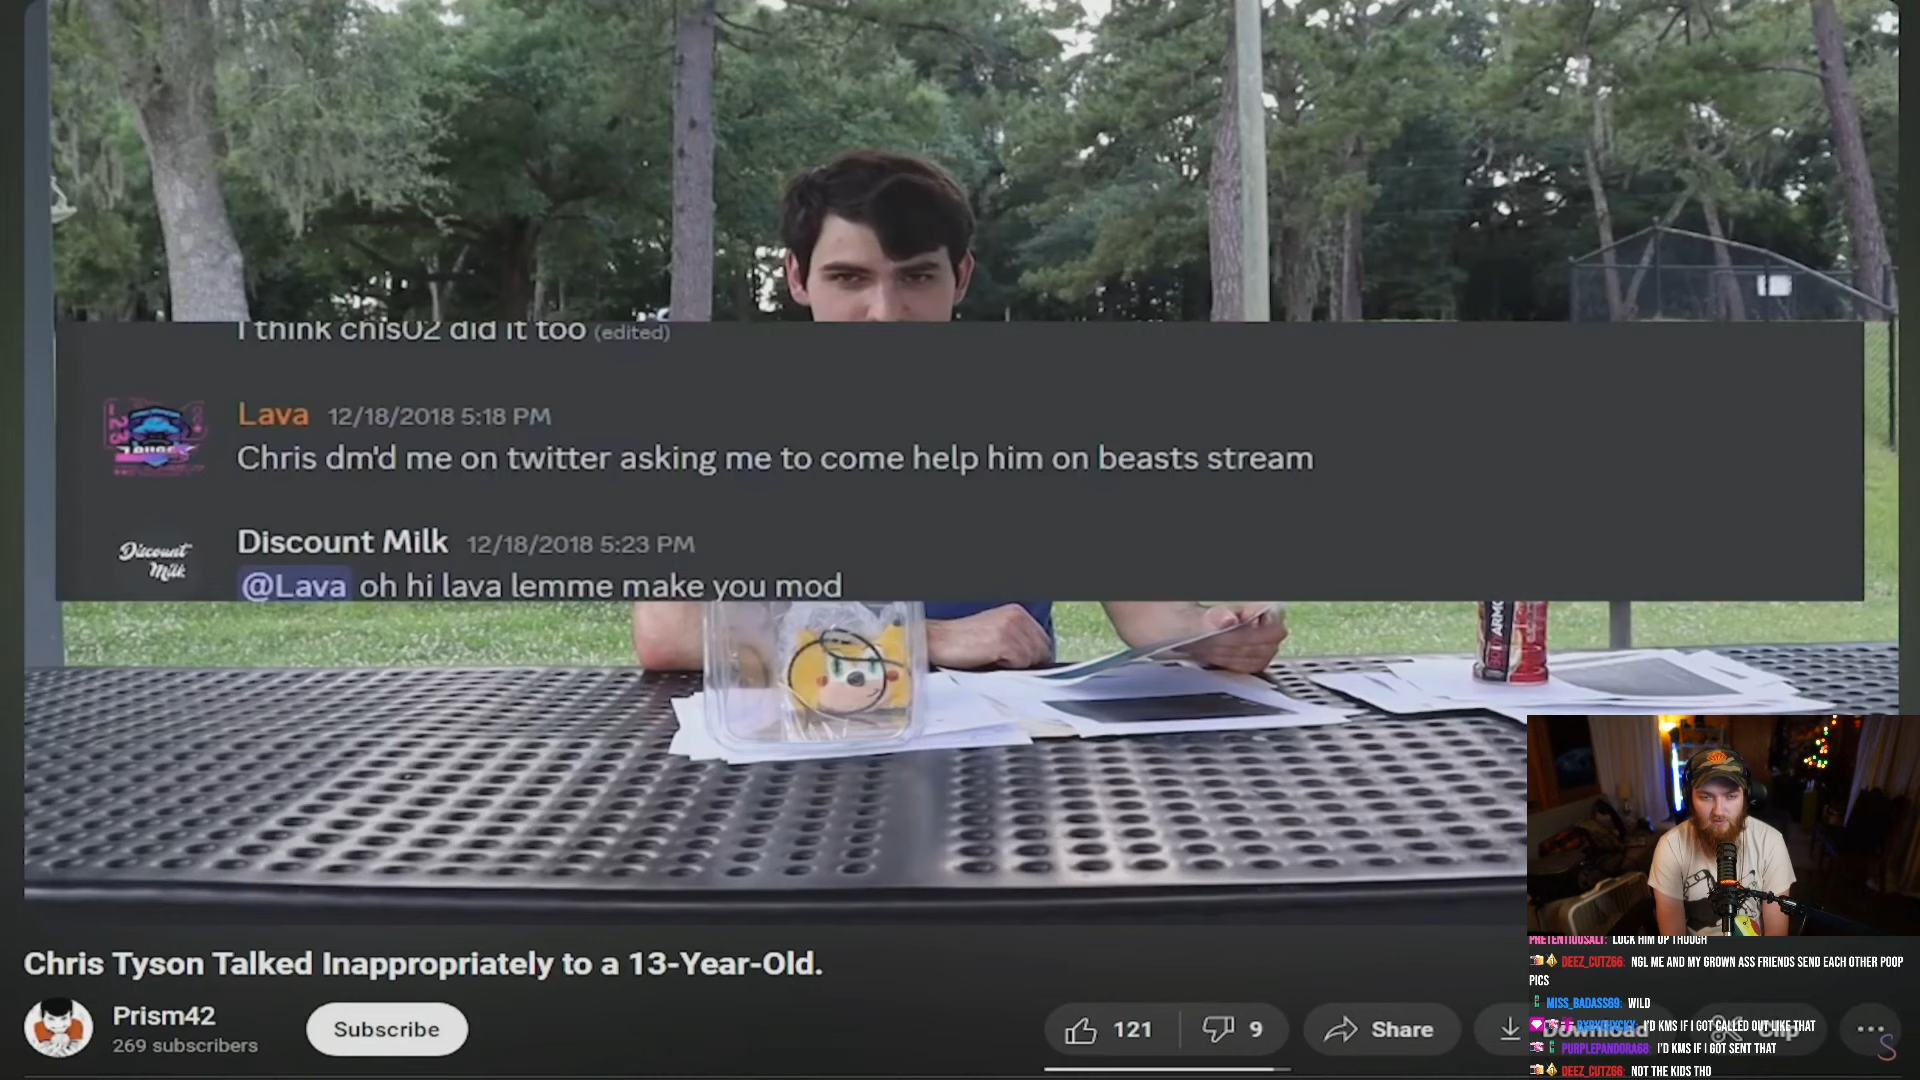 I think chis02 did it too (edited)
Lava 12/18/2018 5:18 PM
Chris dm'd me on twitter asking me to come help him on beasts stream
Discount Milk
Discount Milk 12/18/2018 5:23 PM
@Lava oh hi lava lemme make you mod
Chris Tyson Talked Inappropriately to a 13-Year-Old.
Prism42
269 subscribers
Subscribe
121
9
Share
Download
Clip
PRETENTIOUSALT: LOCK HIM UP THOUGH
DEEZ_CUTZ66: NGL ME AND MY GROWN ASS FRIENDS SEND EACH OTHER POOP
PICS
MISS_BADASS69: WILD
I'D KMS IF I GOT CALLED OUT LIKE THAT
PURPLEPANDORA68: I'D KMS IF I GOT SENT THAT
DEEZ_CUTZ66: NOT THE KIDS THO